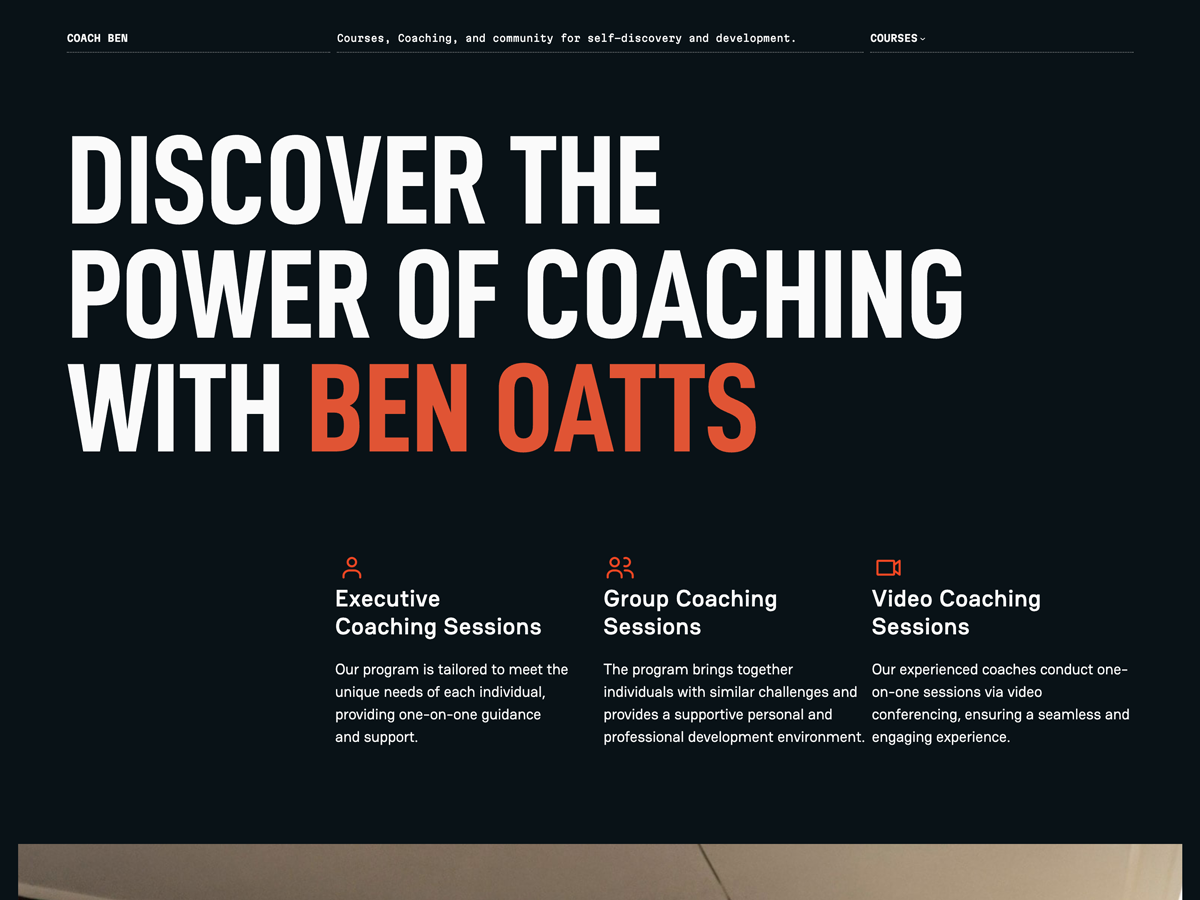 COACH BEN
Courses, Coaching, and community for self-discovery and development.
COURSES
DISCOVER THE
POWER OF COACHING
WITH BEN OATTS
Executive
Coaching Sessions
Our program is tailored to meet the
unique needs of each individual,
providing one-on-one guidance
and support.
Group Coaching
Sessions
The program brings together
individuals with similar challenges and
provides a supportive personal and
professional development environment.
Video Coaching
Sessions
Our experienced coaches conduct one-
on-one sessions via video
conferencing, ensuring a seamless and
engaging experience.